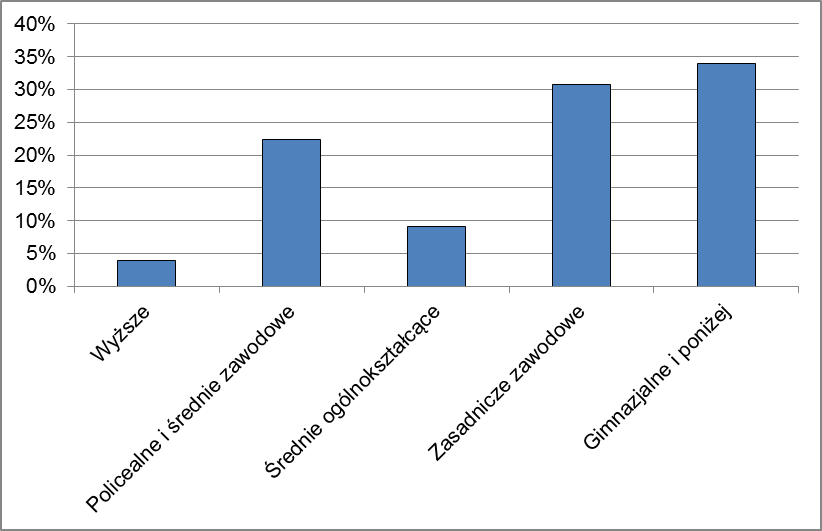 40%
35%
30%
25%
20%
15%
10%
5%
0%
Wyższe
Policealne i średnie zawodowe
Średnie ogólnokształcące
Zasadnicze zawodowe
Gimnazjalne i poniżej